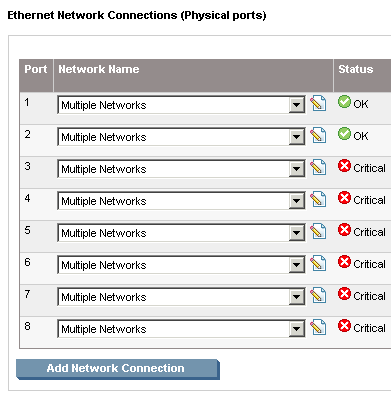 Ethernet Network Connections (Physical ports)
Port Network Name Status
1 Multiple Networks OK
2 Multiple Networks OK
3 Multiple Networks Critical
4 Multiple Networks Critical
5 Multiple Networks Critical
6 Multiple Networks Critical
7 Multiple Networks Critical
8 Multiple Networks Critical
Add Network Connection